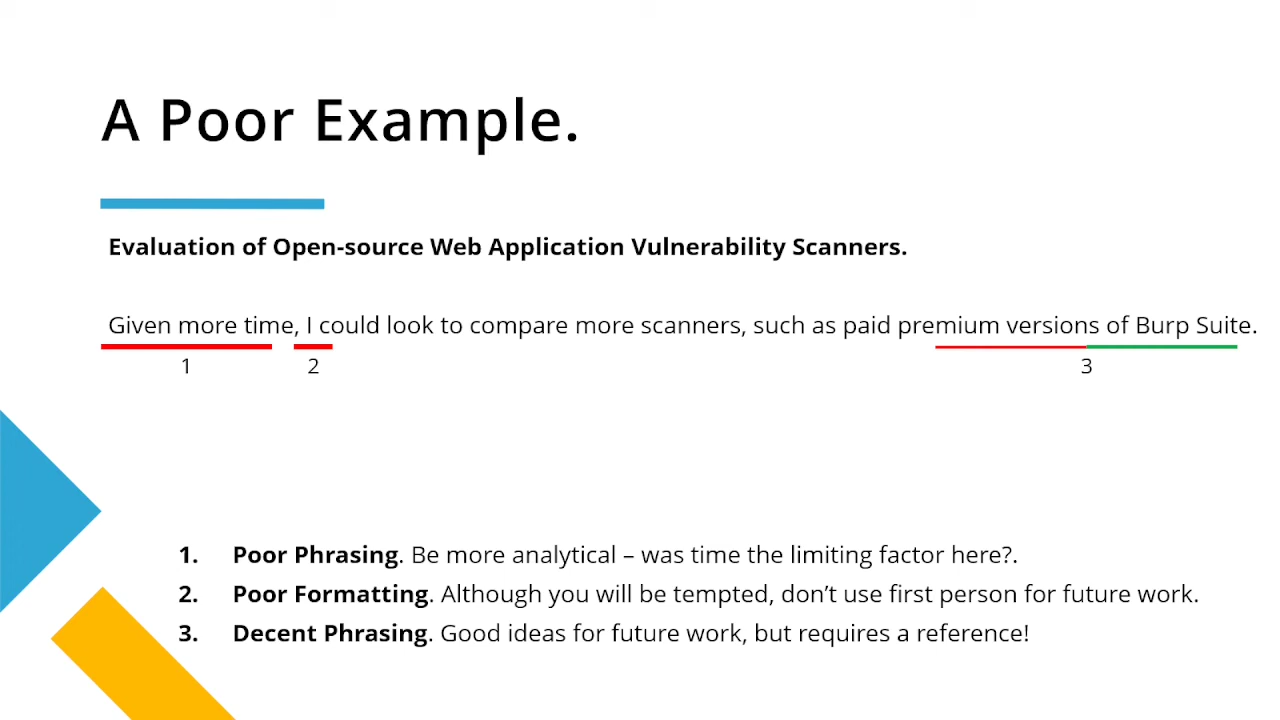 A Poor Example.
Evaluation of Open-source Web Application Vulnerability Scanners.
Given more time, I could look to compare more scanners, such as paid premium versions of Burp Suite.
1 2 3
1. Poor Phrasing. Be more analytical – was time the limiting factor here?.
2. Poor Formatting. Although you will be tempted, don’t use first person for future work.
3. Decent Phrasing. Good ideas for future work, but requires a reference!